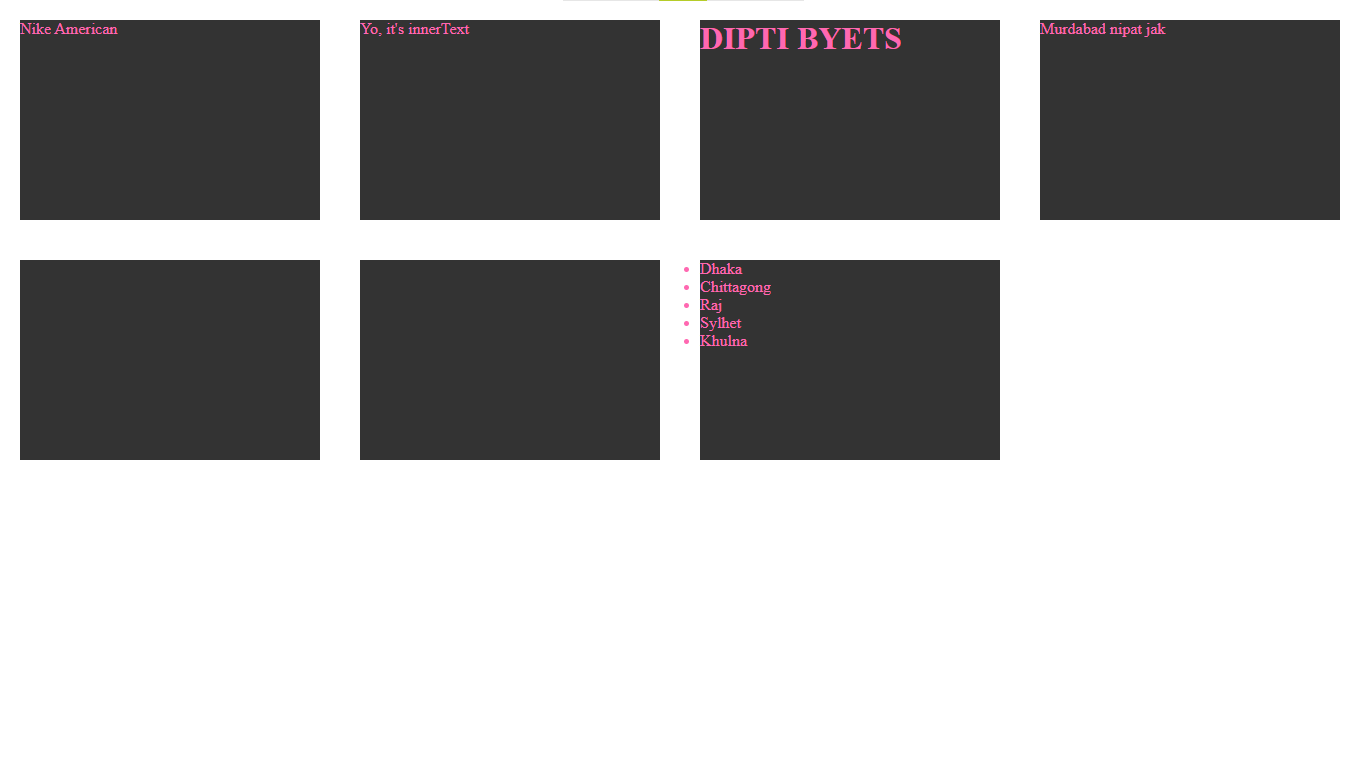 Nike American
Yo, it's innerText
DIPTI BYETS
Murdabad nipat jak
Dhaka
Chittagong
Raj
Sylhet
Khulna